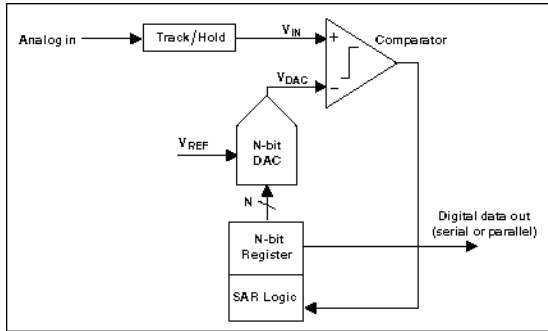 Analog in
Track/Hold
VIN
+
Comparator
VDAC
−
VREF
N-bit
DAC
N
Digital data out
(serial or parallel)
N-bit
Register
SAR Logic